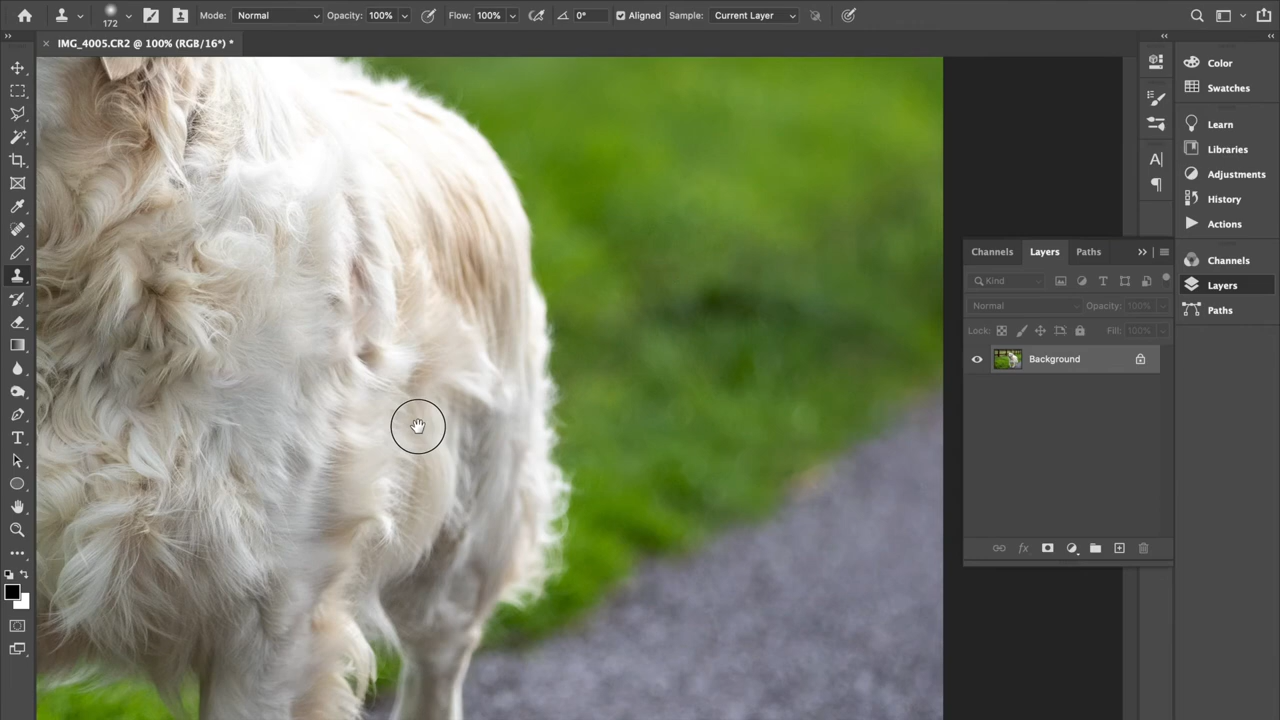 172 Mode: Normal Opacity: 100% Flow: 100% 0° Aligned Sample: Current Layer
IMG_4005.CR2 @ 100% (RGB/16*) *
Color
Swatches
Learn
Libraries
Adjustments
History
Actions
Channels
Layers
Paths
Channels Layers Paths
Kind
Normal Opacity: 100%
Lock: Fill: 100%
Background
fx